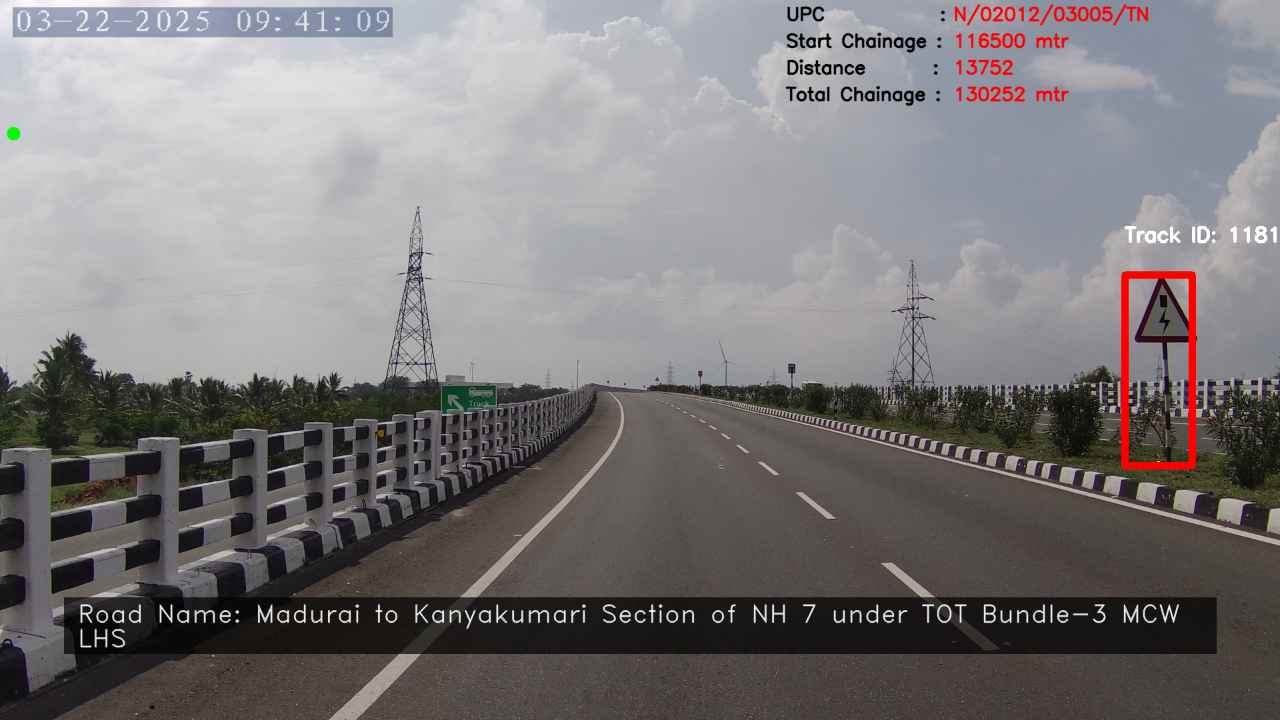 03-22-2025 09:41:09
UPC : N/02012/03005/TN
Start Chainage : 116500 mtr
Distance : 13752
Total Chainage : 130252 mtr
Track ID: 1181
Truck
Road Name: Madurai to Kanyakumari Section of NH 7 under TOT Bundle-3 MCW
LHS